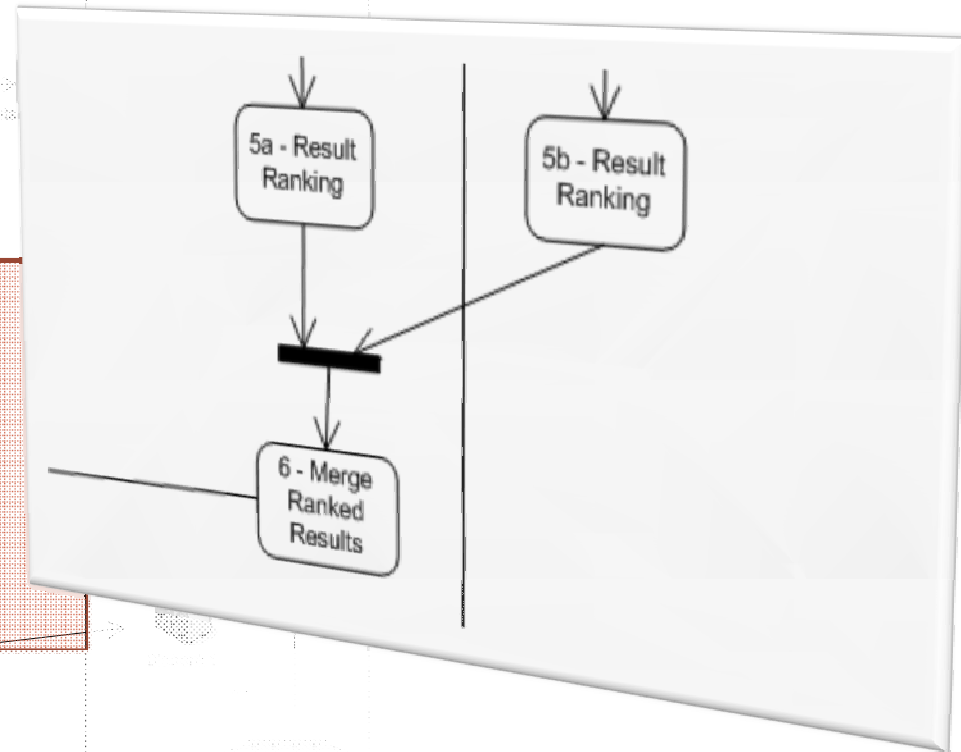 5a - Result
Ranking
5b - Result
Ranking
6 - Merge
Ranked
Results